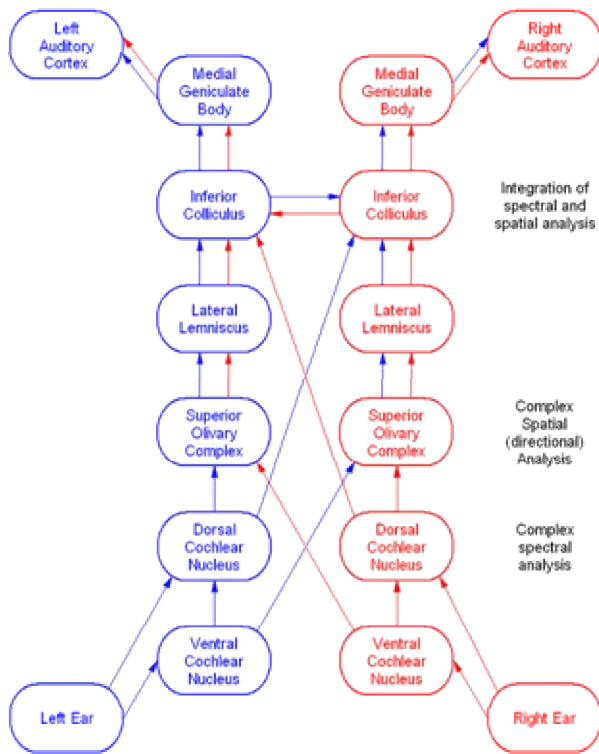 Left
Auditory
Cortex
Right
Auditory
Cortex
Medial
Geniculate
Body
Medial
Geniculate
Body
Inferior
Colliculus
Inferior
Colliculus
Integration of
spectral and
spatial analysis
Lateral
Lemniscus
Lateral
Lemniscus
Superior
Olivary
Complex
Superior
Olivary
Complex
Complex
Spatial
(directional)
Analysis
Dorsal
Cochlear
Nucleus
Dorsal
Cochlear
Nucleus
Complex
spectral
analysis
Ventral
Cochlear
Nucleus
Ventral
Cochlear
Nucleus
Left Ear
Right Ear